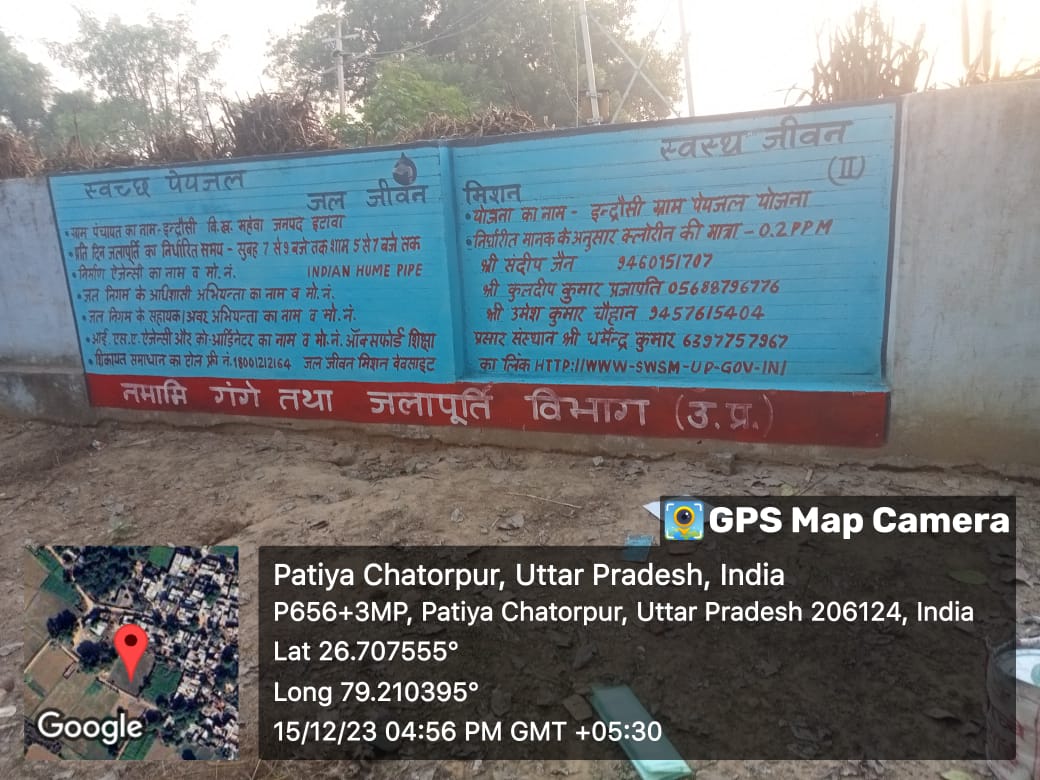 स्वच्छ पेयजल
जल जीवन
ग्राम पंचायत का नाम-इन्द्रौसी वि.ख. महेवा जनपद इटावा
प्रति दिन जलापूर्ति का निर्धारित समय - सुबह 7 से 9 बजे तक शाम 5 से 7 बजे तक
निर्माण ऐजेन्सी का नाम व मो.नं. INDIAN HUME PIPE
जल निगम के आधिशासी अभियन्ता का नाम व मो.नं.
जल निगम के सहायक/अवर अभियन्ता का नाम व मो.नं.
आई. एस.ए. ऐजेन्सी और को-आर्डिनेटर का नाम व मो.नं. ऑक्सफोर्ड शिक्षा
शिकायत समाधान का टोल फ्री नं. 18001212164 जल जीवन मिशन वेवसाइट
स्वस्थ जीवन
(II)
मिशन
योजना का नाम - इन्द्रौसी ग्राम पेयजल योजना
निर्धारित मानक के अनुसार क्लोरीन की मात्रा - 0.2 PPM
श्री संदीप जैन 9460151707
श्री कुलदीप कुमार प्रजापति 05688796776
श्री उमेश कुमार चौहान 9457615404
प्रसार संस्थान श्री धर्मेन्द्र कुमार 6397757967
का लिंक HTTP://WWW-SWSM-UP-GOV-IN/
नमामि गंगे तथा जलापूर्ति विभाग (उ.प्र.)
GPS Map Camera
Patiya Chatorpur, Uttar Pradesh, India
P656+3MP, Patiya Chatorpur, Uttar Pradesh 206124, India
Lat 26.707555°
Long 79.210395°
15/12/23 04:56 PM GMT +05:30
Google